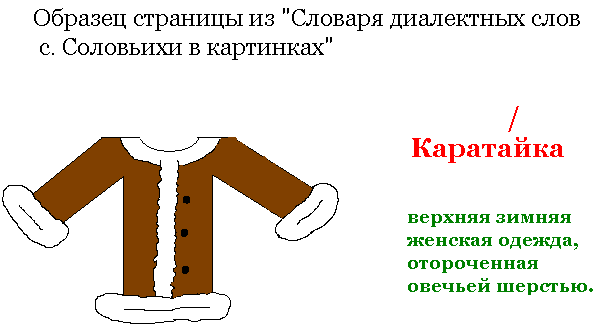 Образец страницы из "Словаря диалектных слов
с. Соловьихи в картинках"
/
Каратайка
верхняя зимняя
женская одежда,
отороченная
овечьей шерстью.